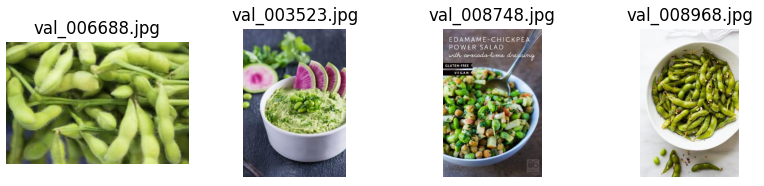 val_006688.jpg
val_003523.jpg
val_008748.jpg
val_008968.jpg
EDAMAME-CHICKPEA
POWER SALAD
with avocado-lime dressing
GLUTEN-FREE
VEGAN